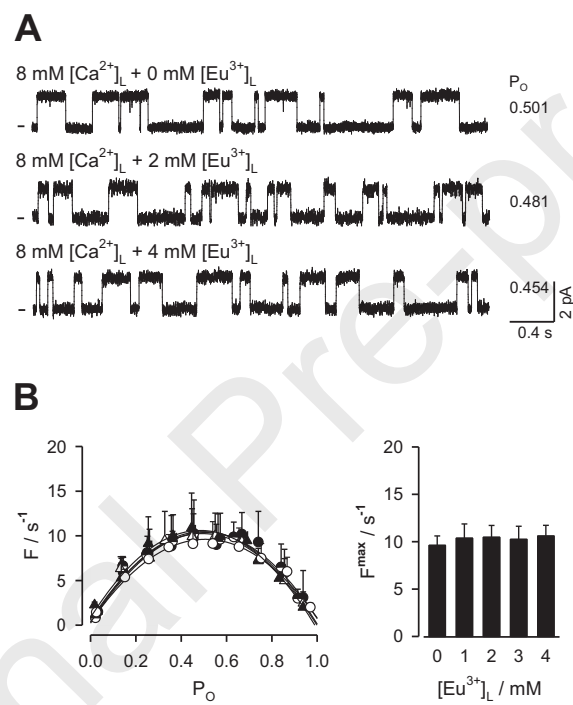 A
8 mM [Ca²⁺]L + 0 mM [Eu³⁺]L
PO
0.501
8 mM [Ca²⁺]L + 2 mM [Eu³⁺]L
0.481
8 mM [Ca²⁺]L + 4 mM [Eu³⁺]L
0.454
2 pA
0.4 s
B
20
15
10
5
0
F / s⁻¹
0.0 0.2 0.4 0.6 0.8 1.0
PO
20
15
10
5
0
Fᵐᵃˣ / s⁻¹
0 1 2 3 4
[Eu³⁺]L / mM
nal Pre-pr